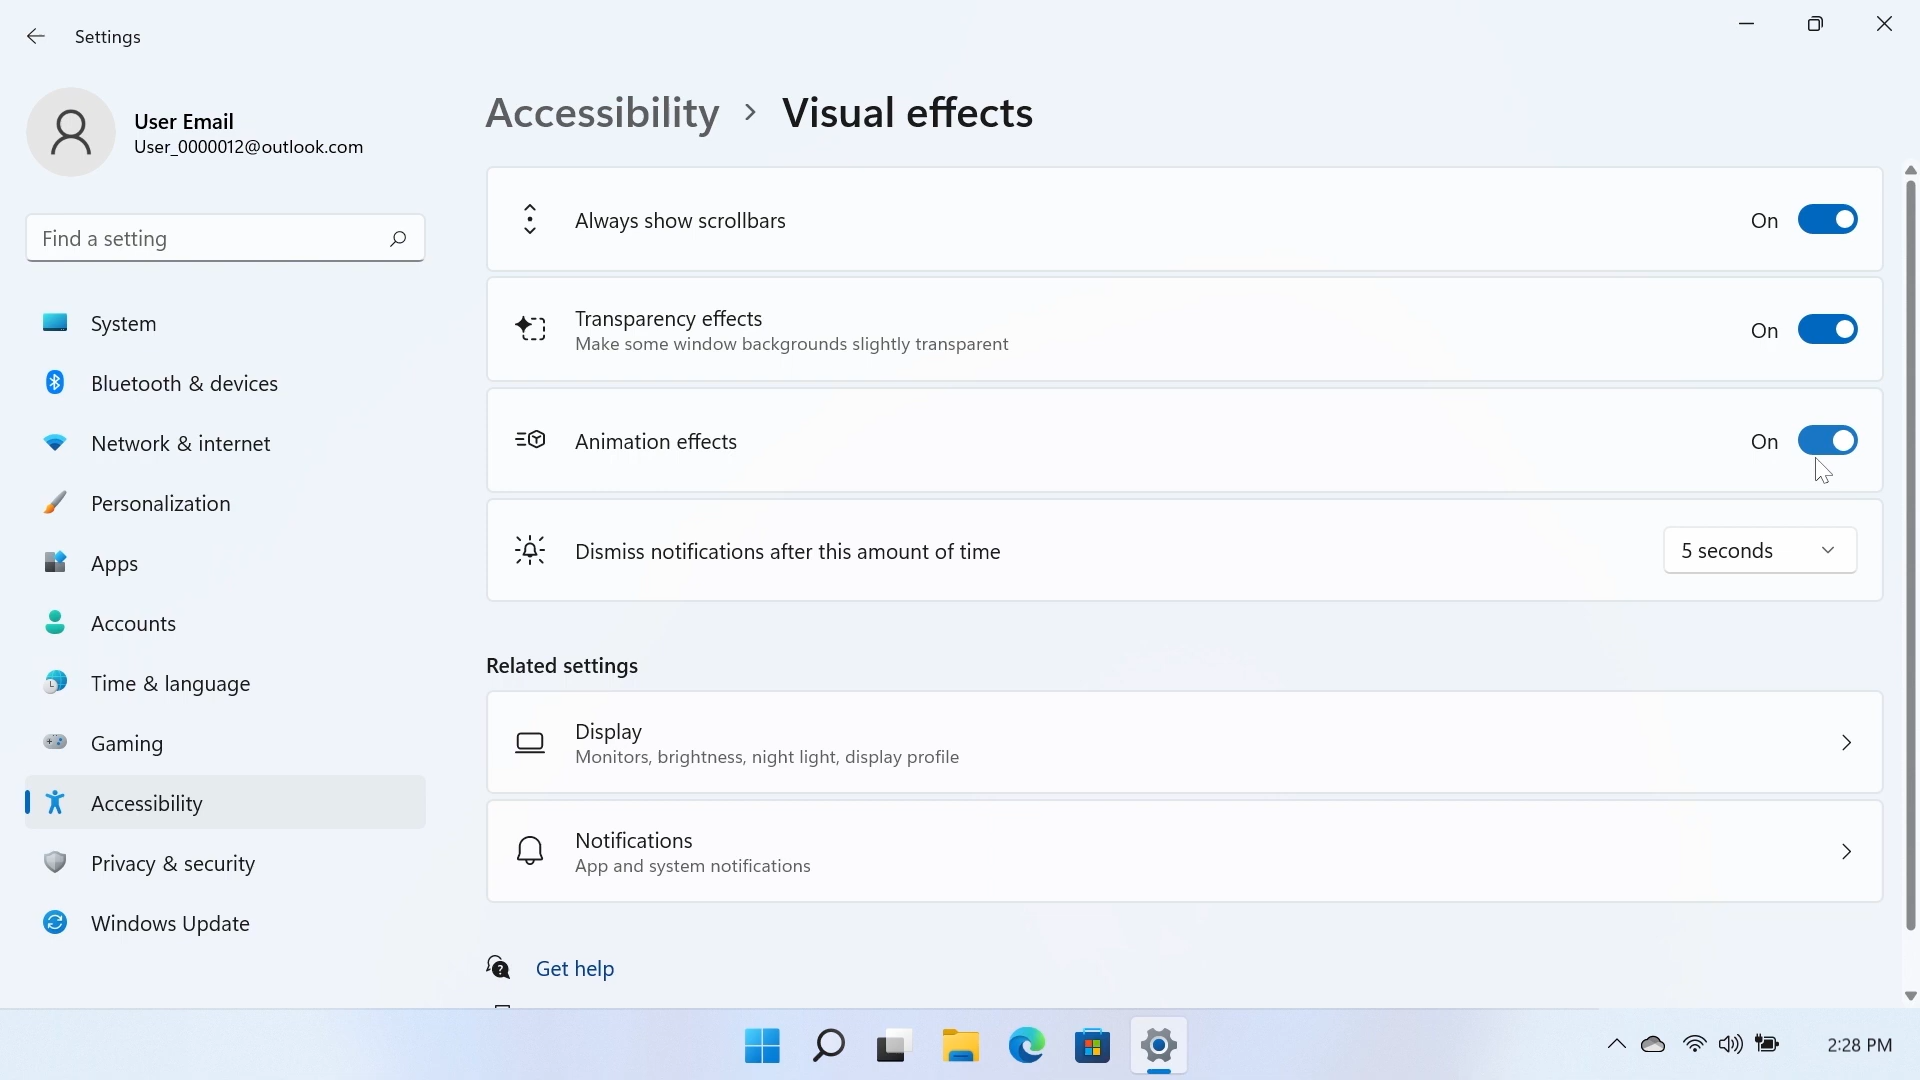 Settings
User Email
User_0000012@outlook.com
Find a setting
System
Bluetooth & devices
Network & internet
Personalization
Apps
Accounts
Time & language
Gaming
Accessibility
Privacy & security
Windows Update
Accessibility > Visual effects
Always show scrollbars On
Transparency effects
Make some window backgrounds slightly transparent
On
Animation effects On
Dismiss notifications after this amount of time 5 seconds
Related settings
Display
Monitors, brightness, night light, display profile
Notifications
App and system notifications
Get help
2:28 PM